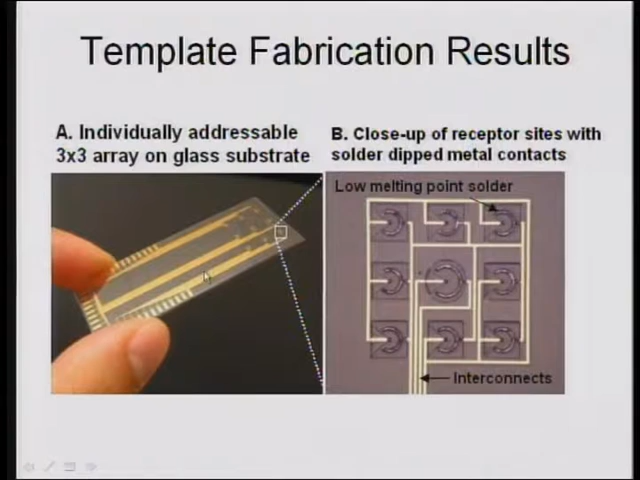 Template Fabrication Results
A. Individually addressable
3x3 array on glass substrate
B. Close-up of receptor sites with
solder dipped metal contacts
Low melting point solder
Interconnects